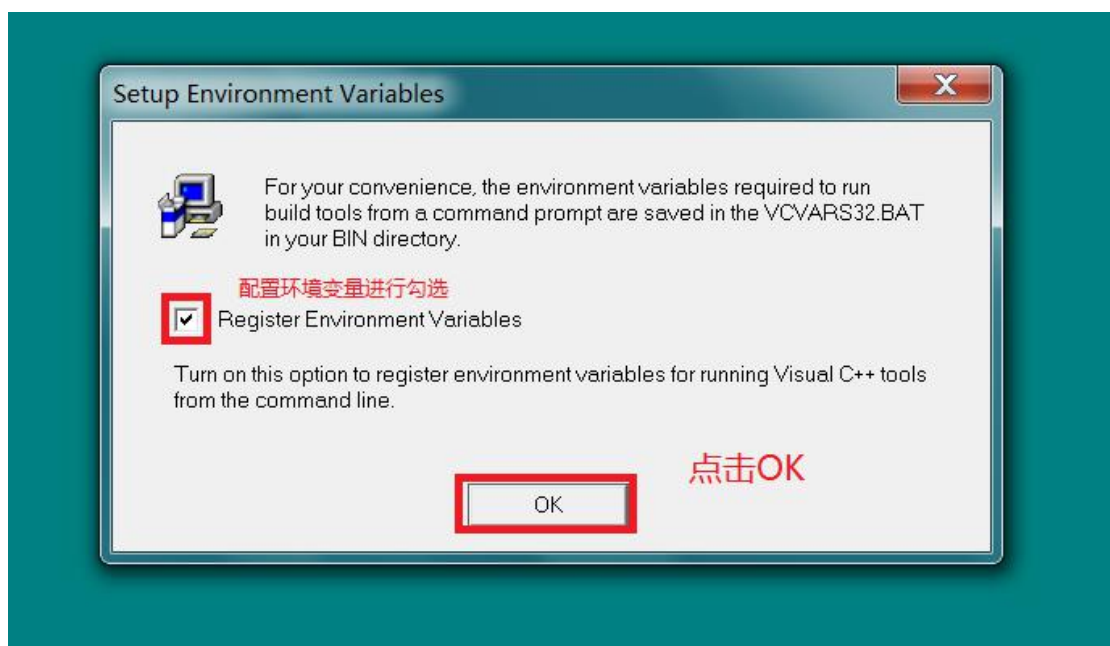 Setup Environment Variables
X
For your convenience, the environment variables required to run
build tools from a command prompt are saved in the VCVARS32.BAT
in your BIN directory.
配置环境变量进行勾选
Register Environment Variables
Turn on this option to register environment variables for running Visual C++ tools
from the command line.
点击OK
OK